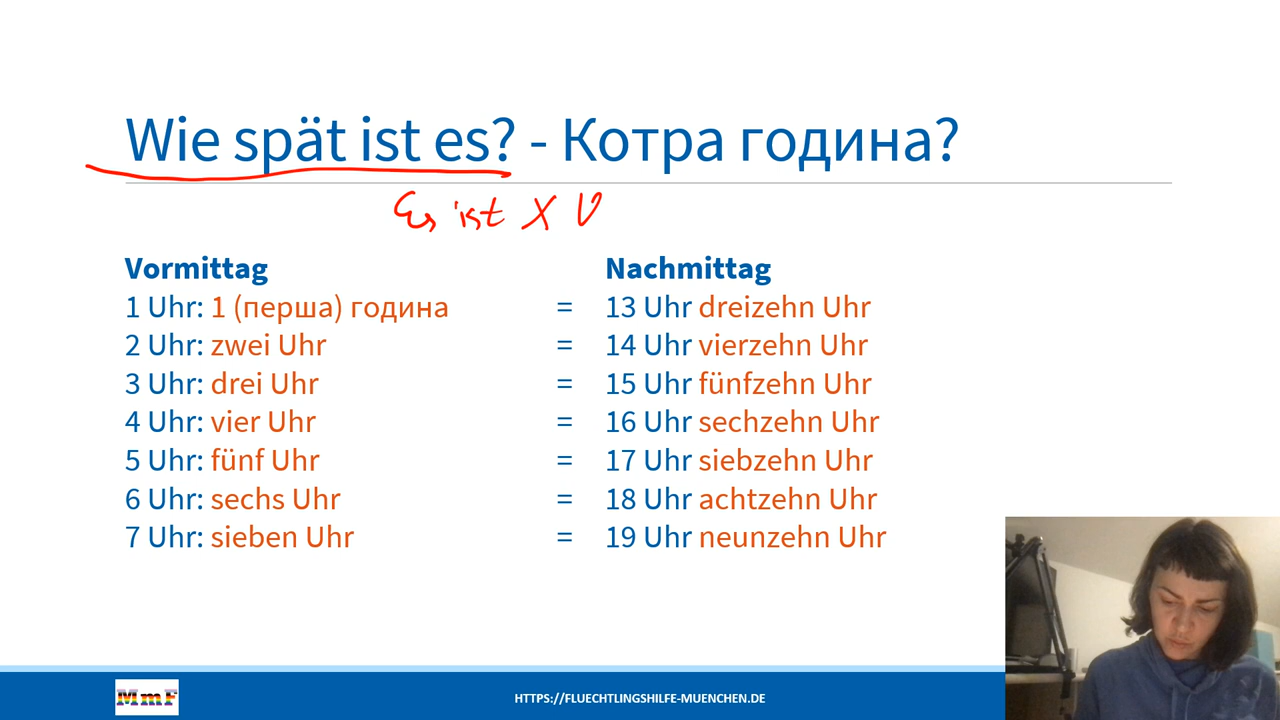 Wie spät ist es? - Котра година?
Es ist X U
Vormittag
Nachmittag
1 Uhr: 1 (перша) година = 13 Uhr dreizehn Uhr
2 Uhr: zwei Uhr = 14 Uhr vierzehn Uhr
3 Uhr: drei Uhr = 15 Uhr fünfzehn Uhr
4 Uhr: vier Uhr = 16 Uhr sechzehn Uhr
5 Uhr: fünf Uhr = 17 Uhr siebzehn Uhr
6 Uhr: sechs Uhr = 18 Uhr achtzehn Uhr
7 Uhr: sieben Uhr = 19 Uhr neunzehn Uhr
MmF
HTTPS://FLUECHTLINGSHILFE-MUENCHEN.DE